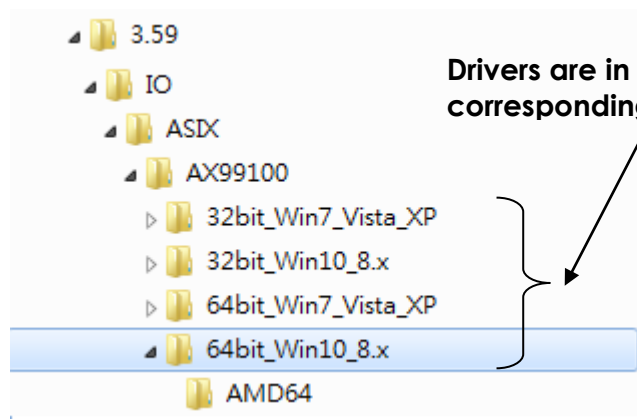 3.59
IO
Drivers are in
corresponding
ASIX
AX99100
32bit_Win7_Vista_XP
32bit_Win10_8.x
64bit_Win7_Vista_XP
64bit_Win10_8.x
AMD64